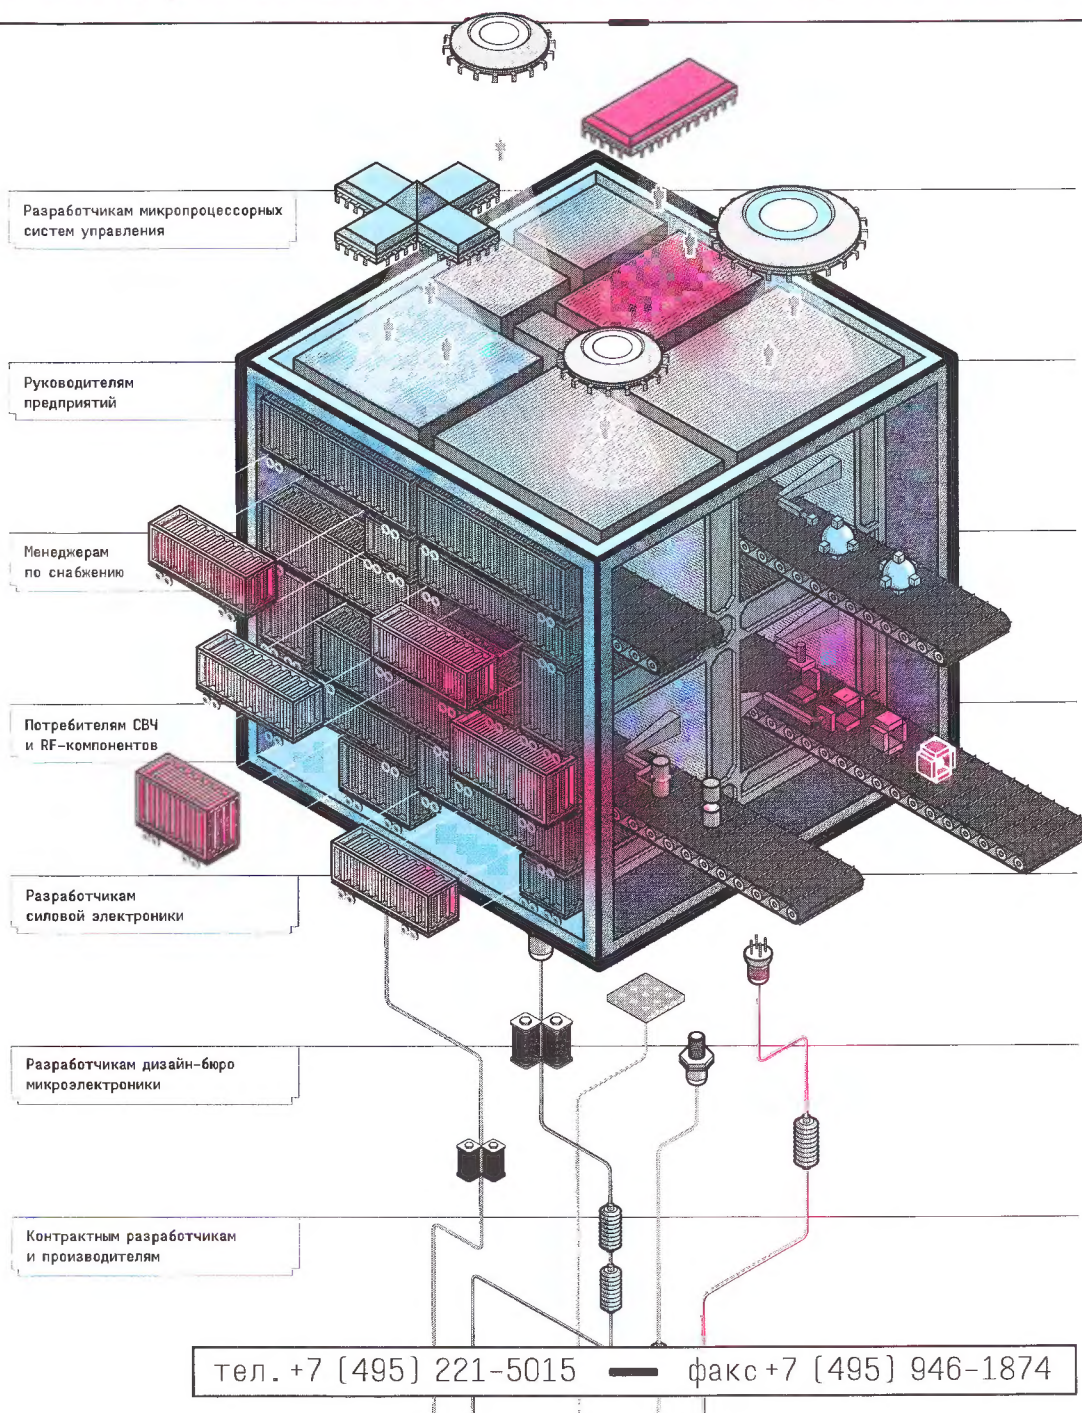 Разработчикам микропроцессорных
систем управления
Руководителям
предприятий
Менеджерам
по снабжению
Потребителям СВЧ
и RF-компонентов
Разработчикам
силовой электроники
Разработчикам дизайн-бюро
микроэлектроники
Контрактным разработчикам
и производителям
тел. +7 (495) 221-5015 — факс +7 (495) 946-1874